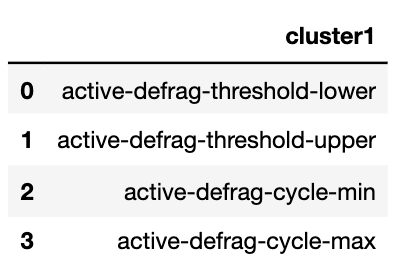 cluster1
0 active-defrag-threshold-lower
1 active-defrag-threshold-upper
2 active-defrag-cycle-min
3 active-defrag-cycle-max